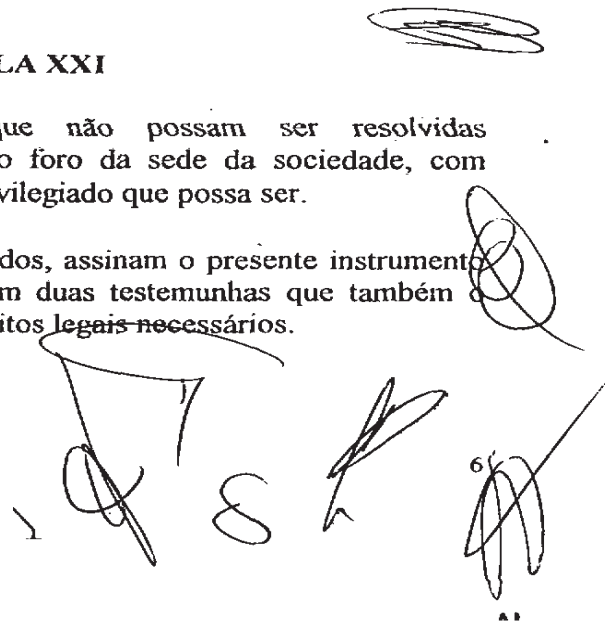 LA XXI
que não possam ser resolvidas
o foro da sede da sociedade, com
vilegiado que possa ser.
dos, assinam o presente instrumento
m duas testemunhas que também o
itos legais necessários.
6